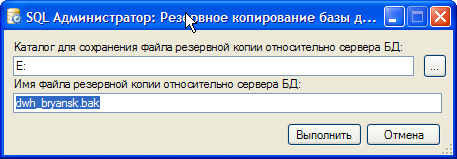 SQL Администратор: Резервное копирование базы д...
Каталог для сохранения файла резервной копии относительно сервера БД:
E:
...
Имя файла резервной копии относительно сервера БД:
dwh_bryansk.bak
Выполнить Отмена